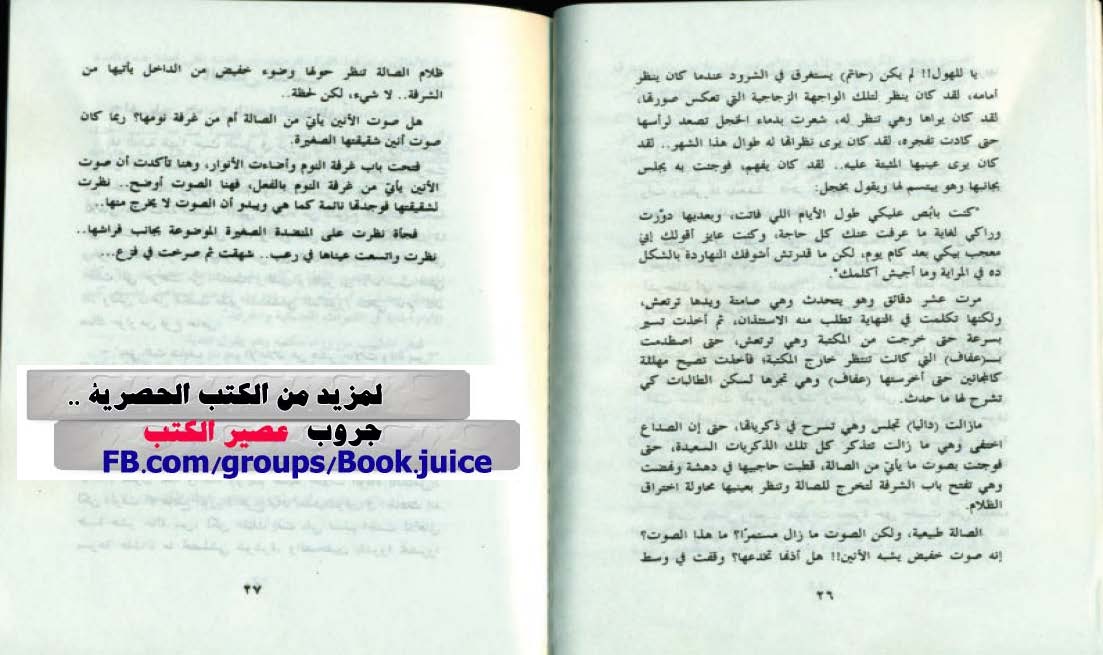 يا للهول!! لم يكن (حاتم) يستغرق في الشرود عندما كان ينظر
أمامه، لقد كان ينظر لتلك الواجهة الزجاجية التي تعكس صورتها،
لقد كان يراها وهي تنظر له، شعرت بدماء الخجل تصعد لرأسها
حتى كادت تفجره، لقد كان يرى نظراتها له طوال هذا الشهر.. لقد
كان يرى عينيها المثبتة عليه.. لقد كان يفهم، فوجئت به يجلس
بجانبها وهو يبتسم لها ويقول بخجل:
"كنت بابُص عليكي طول الأيام اللي فاتت، وبعديها دوّرت
وراكي لغاية ما عرفت عنك كل حاجة، وكنت عايز أقولك إني
معجب بيكي بعد كام يوم، لكن ما قدرتش أشوفك النهاردة بالشكل
ده في المراية وما أجيش أكلمك".
مرت عشر دقائق وهو يتحدث وهي صامتة ويدها ترتعش،
ولكنها تكلمت في النهاية تطلب منه الاستئذان، ثم أخذت تسير
بسرعة حتى خرجت من المكتبة وهي ترتعش، حتى اصطدمت
بــ(عفاف) التي كانت تنتظر خارج المكتبة؛ فأخذت تصيح مهللة
كالمجانين حتى أخرستها (عفاف) وهي تجرها لسكن الطالبات كي
تشرح لها ما حدث.
مازالت (داليا) تجلس وهي تسرح في ذكرياتها، حتى إن الصداع
اختفى وهي ما زالت تتذكر كل تلك الذكريات السعيدة، حتى
فوجئت بصوت ما يأتي من الصالة، قطبت حاجبيها في دهشة ونهضت
وهي تفتح باب الشرفة لتخرج للصالة وتنظر بعينيها محاولة اختراق
الظلام.
الصالة طبيعية، ولكن الصوت ما زال مستمرًا؟ ما هذا الصوت؟
إنه صوت خفيض يشبه الأنين!! هل أذنها تخدعها؟ وقفت في وسط
٢٦
ظلام الصالة تنظر حولها وضوء خفيض من الداخل يأتيها من
الشرفة.. لا شيء، لكن لحظة..
هل صوت الأنين يأتي من الصالة أم من غرفة نومها؟ ربما كان
صوت أنين شقيقتها الصغيرة.
فتحت باب غرفة النوم وأضاءت الأنوار، وهنا تأكدت أن صوت
الأنين يأتي من غرفة النوم بالفعل، فهنا الصوت أوضح.. نظرت
لشقيقتها فوجدتها نائمة كما هي ويبدو أن الصوت لا يخرج منها..
فجأة نظرت على المنضدة الصغيرة الموضوعة بجانب فراشها..
نظرت واتسعت عيناها في رعب.. شهقت ثم صرخت في فزع...
لمزيد من الكتب الحصرية ..
جروب عصير الكتب
FB.com/groups/Book.juice
٢٧